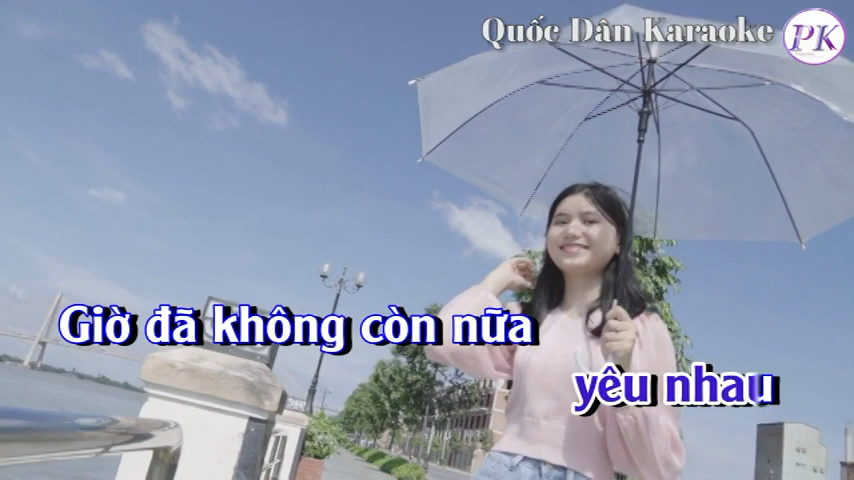 Quốc Dân Karaoke
PK
Giờ đã không còn nữa
yêu nhau